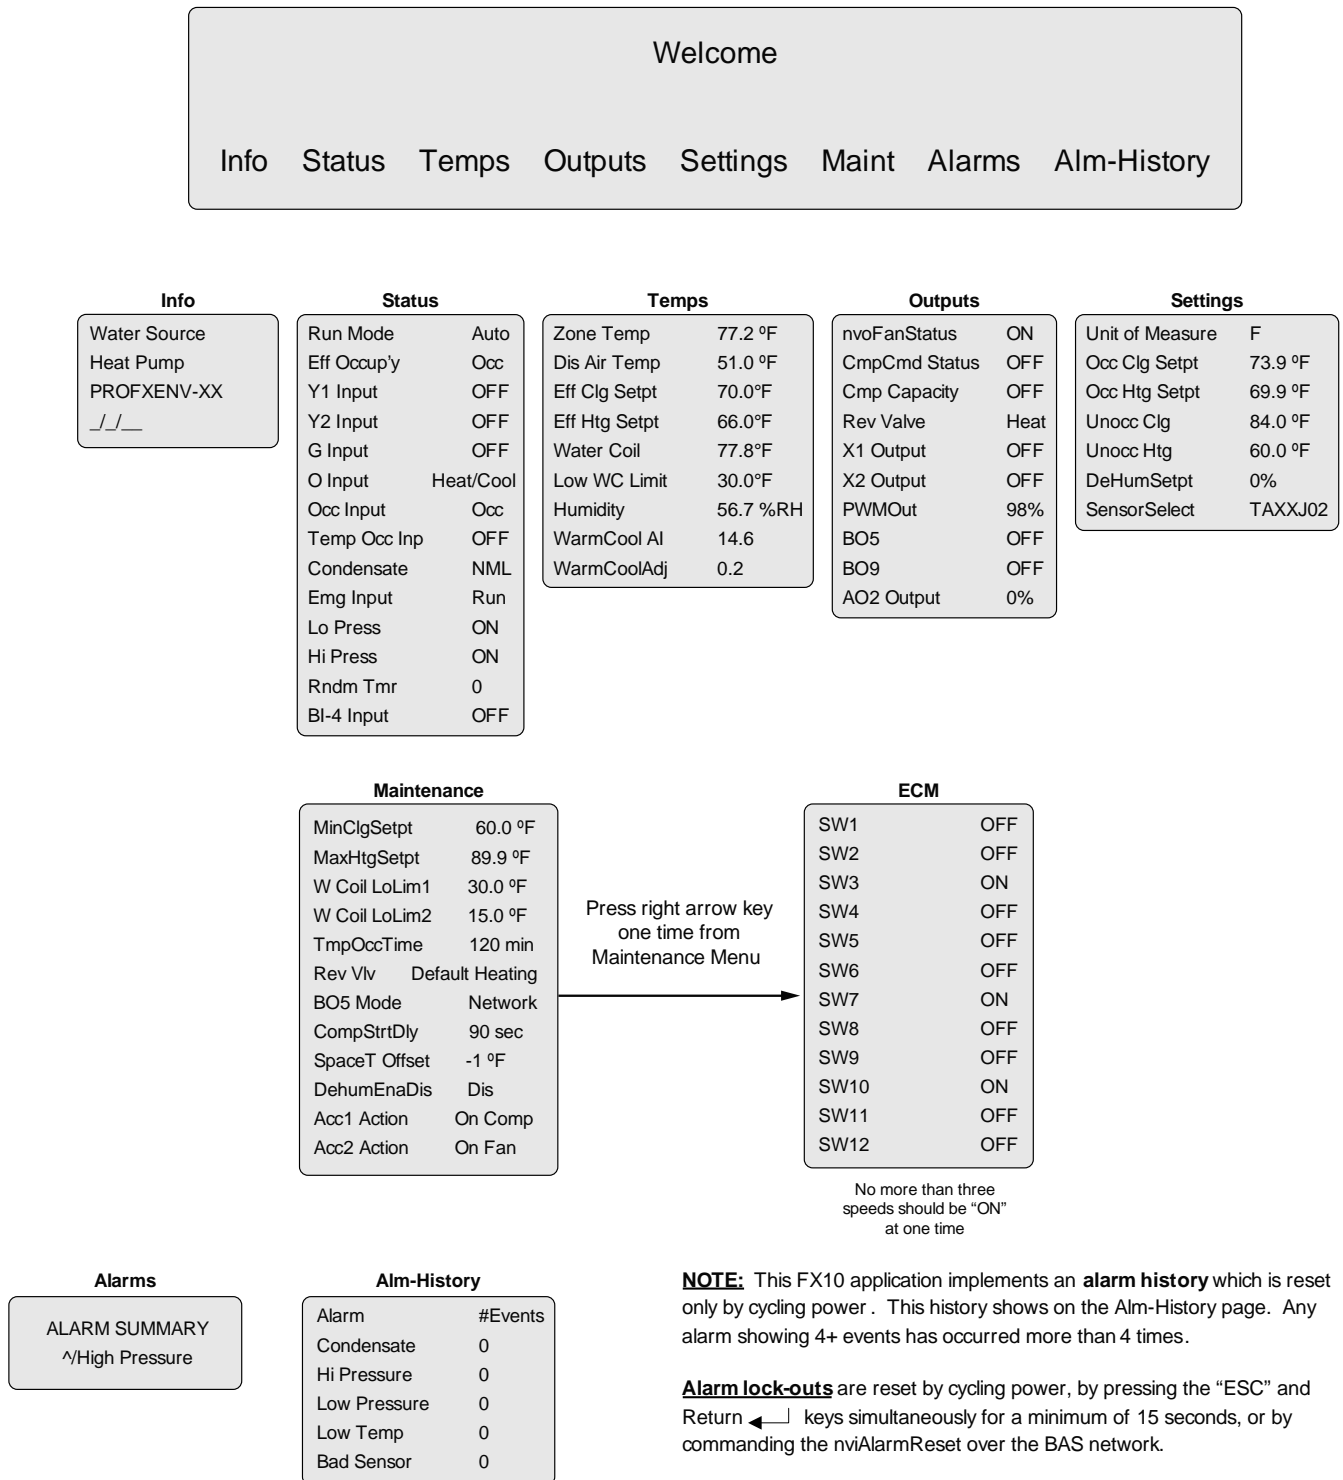 Welcome
Info Status Temps Outputs Settings Maint Alarms Alm-History
Info
Water Source
Heat Pump
PROFXENV-XX
_/_/__
Status
Run Mode Auto
Eff Occup'y Occ
Y1 Input OFF
Y2 Input OFF
G Input OFF
O Input Heat/Cool
Occ Input Occ
Temp Occ Inp OFF
Condensate NML
Emg Input Run
Lo Press ON
Hi Press ON
Rndm Tmr 0
BI-4 Input OFF
Temps
Zone Temp 77.2 ºF
Dis Air Temp 51.0 ºF
Eff Clg Setpt 70.0°F
Eff Htg Setpt 66.0°F
Water Coil 77.8°F
Low WC Limit 30.0°F
Humidity 56.7 %RH
WarmCool AI 14.6
WarmCoolAdj 0.2
Outputs
nvoFanStatus ON
CmpCmd Status OFF
Cmp Capacity OFF
Rev Valve Heat
X1 Output OFF
X2 Output OFF
PWMOut 98%
BO5 OFF
BO9 OFF
AO2 Output 0%
Settings
Unit of Measure F
Occ Clg Setpt 73.9 ºF
Occ Htg Setpt 69.9 ºF
Unocc Clg 84.0 ºF
Unocc Htg 60.0 ºF
DeHumSetpt 0%
SensorSelect TAXXJ02
Maintenance
MinClgSetpt 60.0 ºF
MaxHtgSetpt 89.9 ºF
W Coil LoLim1 30.0 ºF
W Coil LoLim2 15.0 ºF
TmpOccTime 120 min
Rev Vlv Default Heating
BO5 Mode Network
CompStrtDly 90 sec
SpaceT Offset -1 ºF
DehumEnaDis Dis
Acc1 Action On Comp
Acc2 Action On Fan
Press right arrow key
one time from
Maintenance Menu
ECM
SW1 OFF
SW2 OFF
SW3 ON
SW4 OFF
SW5 OFF
SW6 OFF
SW7 ON
SW8 OFF
SW9 OFF
SW10 ON
SW11 OFF
SW12 OFF
No more than three
speeds should be “ON”
at one time
Alarms
ALARM SUMMARY
^/High Pressure
Alm-History
Alarm #Events
Condensate 0
Hi Pressure 0
Low Pressure 0
Low Temp 0
Bad Sensor 0
NOTE: This FX10 application implements an alarm history which is reset
only by cycling power . This history shows on the Alm-History page. Any
alarm showing 4+ events has occurred more than 4 times.
Alarm lock-outs are reset by cycling power, by pressing the “ESC” and
Return keys simultaneously for a minimum of 15 seconds, or by
commanding the nviAlarmReset over the BAS network.